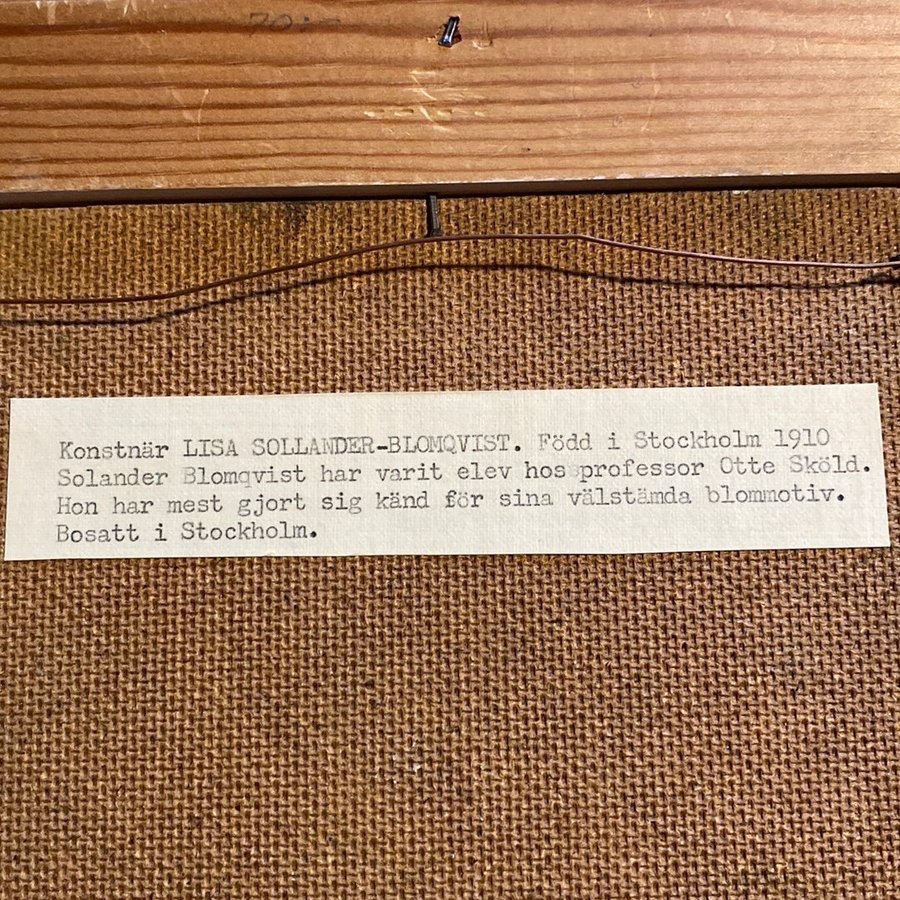 Konstnär LISA SOLLANDER-BLOMQVIST. Född i Stockholm 1910
Solander Blomqvist har varit elev hos professor Otte Sköld.
Hon har mest gjort sig känd för sina välstämda blommotiv.
Bosatt i Stockholm.